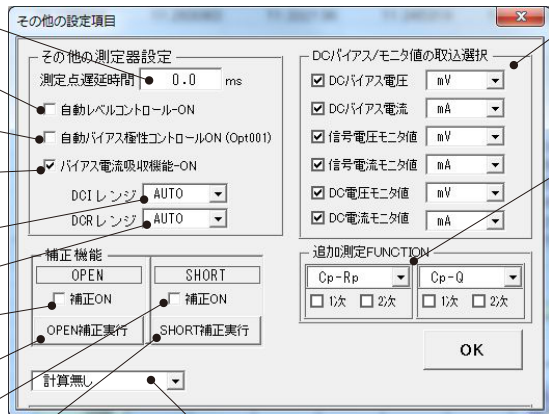 その他の設定項目
その他の測定器設定
測定点遅延時間 0.0 ms
自動レベルコントロール-ON
自動バイアス極性コントロールON (Opt001)
バイアス電流吸収機能-ON
DCI レンジ AUTO
DCR レンジ AUTO
補正機能
OPEN SHORT
補正ON 補正ON
OPEN補正実行 SHORT補正実行
計算無し
DCバイアス/モニタ値の取込選択
DCバイアス電圧 mV
DCバイアス電流 mA
信号電圧モニタ値 mV
信号電流モニタ値 mA
DC電圧モニタ値 mV
DC電流モニタ値 mA
追加測定FUNCTION
Cp-Rp Cp-Q
1次 2次 1次 2次
OK